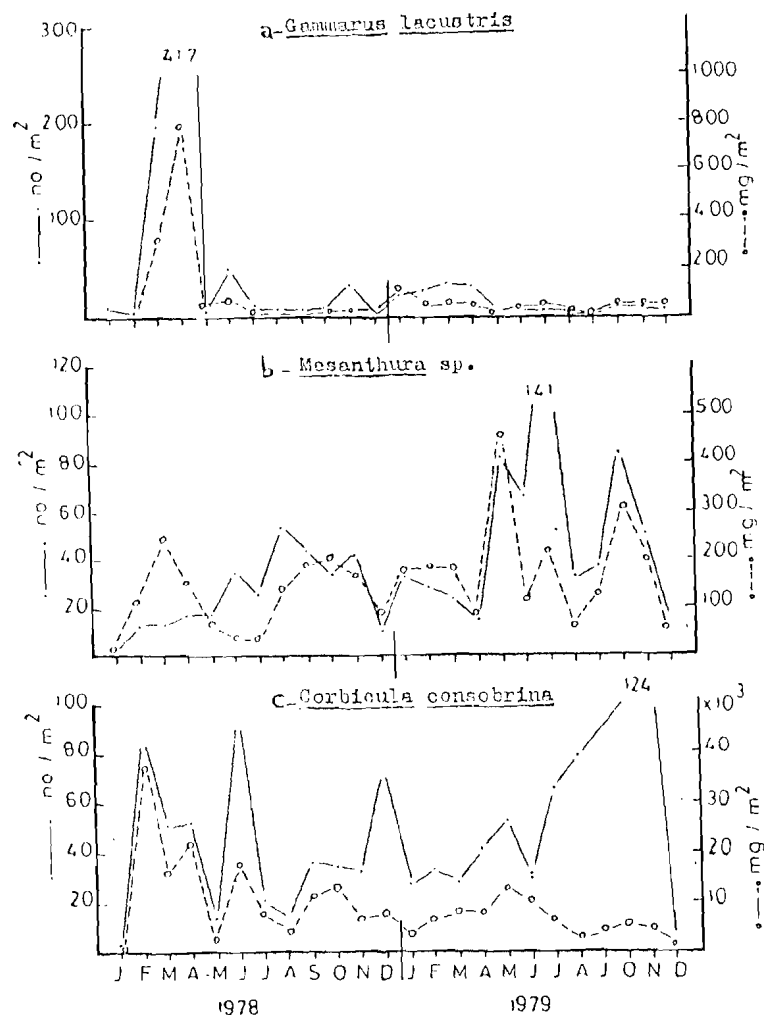 a-Gammarus lacustris
300
200
100
no / m²
417
1000
800
600
400
200
mg / m²
b - Mesanthura sp.
120
100
80
60
40
20
no / m²
141
500
400
300
200
100
mg / m²
c-Corbicula consobrina
100
80
60
40
20
no / m²
124
x10³
40
30
20
10
mg / m²
J F M A M J J A S O N D J F M A M J J A S O N D
1978 1979